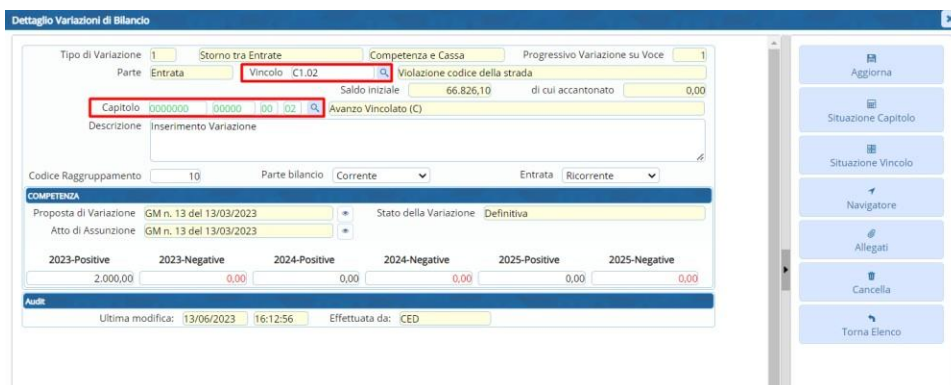 Dettaglio Variazioni di Bilancio
Tipo di Variazione 1 Storno tra Entrate Competenza e Cassa Progressivo Variazione su Voce 1
Parte Entrata Vincolo C1.02 Violazione codice della strada
Saldo iniziale 66.826,10 di cui accantonato 0,00
Capitolo 0000000 00000 00 02 Avanzo Vincolato (C)
Descrizione Inserimento Variazione
Codice Raggruppamento 10 Parte bilancio Corrente Entrata Ricorrente
COMPETENZA
Proposta di Variazione GM n. 13 del 13/03/2023 Stato della Variazione Definitiva
Atto di Assunzione GM n. 13 del 13/03/2023
2023-Positive 2023-Negative 2024-Positive 2024-Negative 2025-Positive 2025-Negative
2.000,00 0,00 0,00 0,00 0,00 0,00
Audit
Ultima modifica: 13/06/2023 16:12:56 Effettuata da: CED
Aggiorna
Situazione Capitolo
Situazione Vincolo
Navigatore
Allegati
Cancella
Torna Elenco